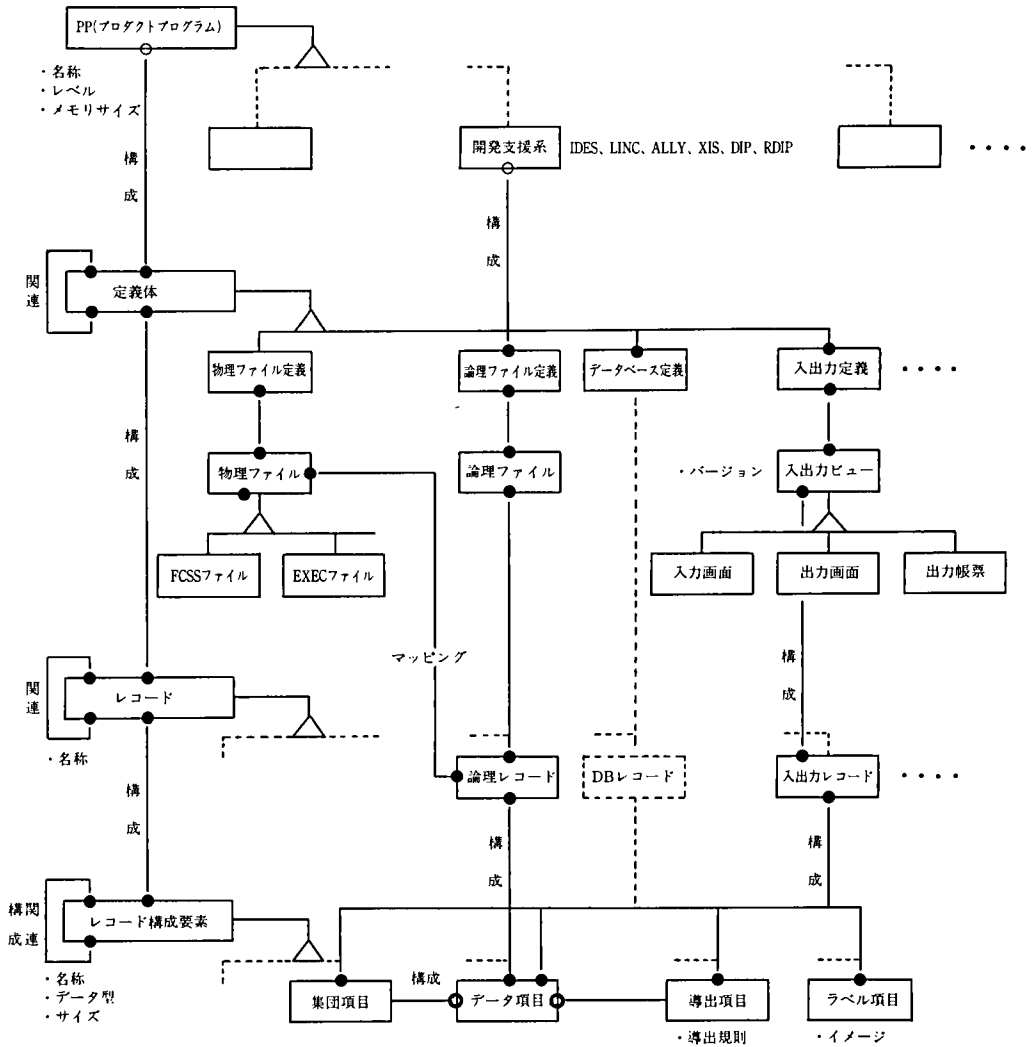 PP(プロダクトプログラム)
・名称
・レベル
・メモリサイズ
構成
開発支援系
IDES、LINC、ALLY、XIS、DIP、RDIP
・・・・
構成
関連
定義体
物理ファイル定義
論理ファイル定義
データベース定義
入出力定義
・・・・
構成
物理ファイル
論理ファイル
・バージョン
入出力ビュー
FCSSファイル
EXECファイル
入力画面
出力画面
出力帳票
マッピング
構成
関連
レコード
・名称
論理レコード
DBレコード
入出力レコード
・・・・
構成
構成
構成
構成
関連
レコード構成要素
・名称
・データ型
・サイズ
集団項目
構成
データ項目
導出項目
・導出規則
ラベル項目
・イメージ